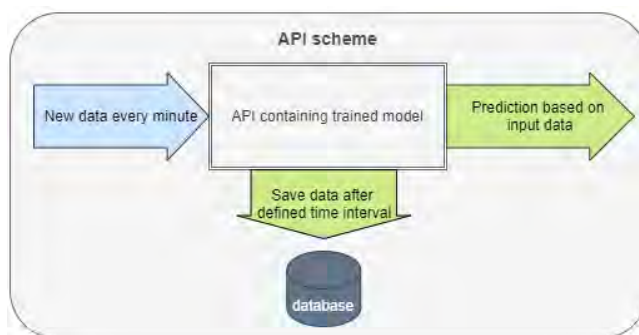 API scheme
New data every minute
API containing trained model
Prediction based on
input data
Save data after
defined time interval
database